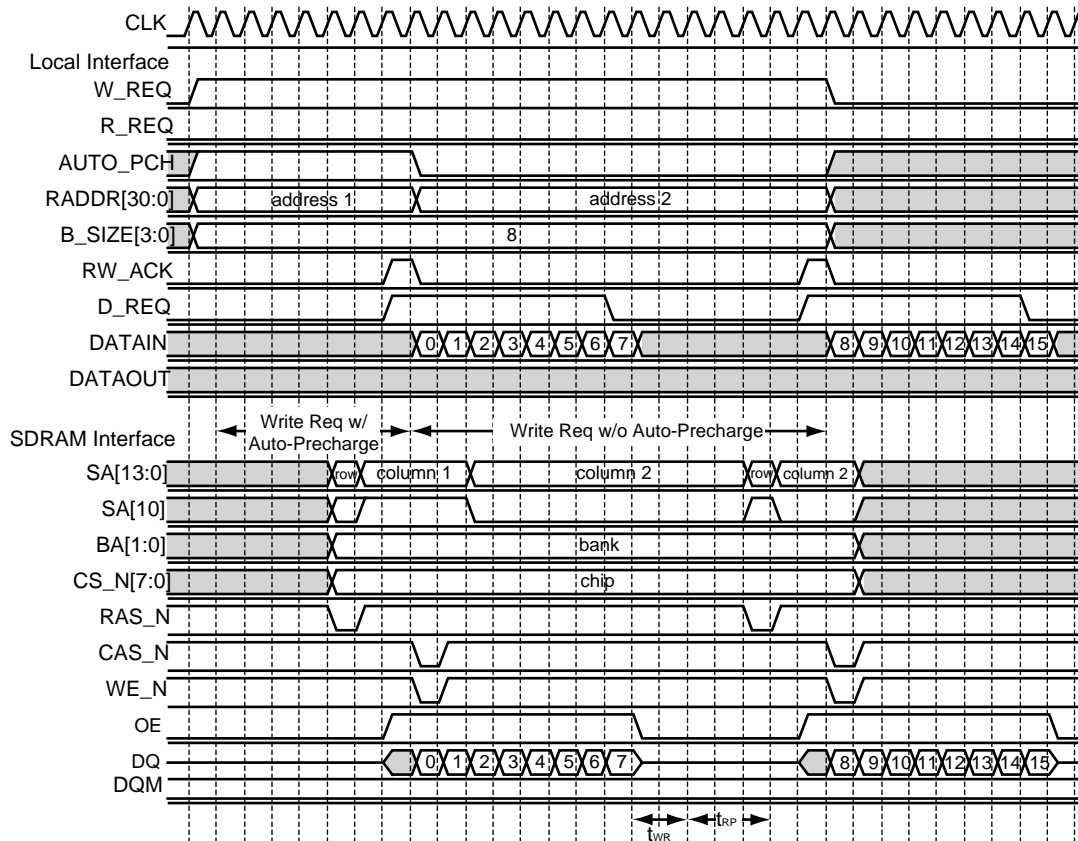 CLK
Local Interface
W_REQ
R_REQ
AUTO_PCH
RADDR[30:0] address 1 address 2
B_SIZE[3:0] 8
RW_ACK
D_REQ
DATAIN 0 1 2 3 4 5 6 7 8 9 10 11 12 13 14 15
DATAOUT
Write Req w/ Auto-Precharge
Write Req w/o Auto-Precharge
SDRAM Interface
SA[13:0] row column 1 column 2 row column 2
SA[10]
BA[1:0] bank
CS_N[7:0] chip
RAS_N
CAS_N
WE_N
OE
DQ 0 1 2 3 4 5 6 7 8 9 10 11 12 13 14 15
DQM
tWR tRP